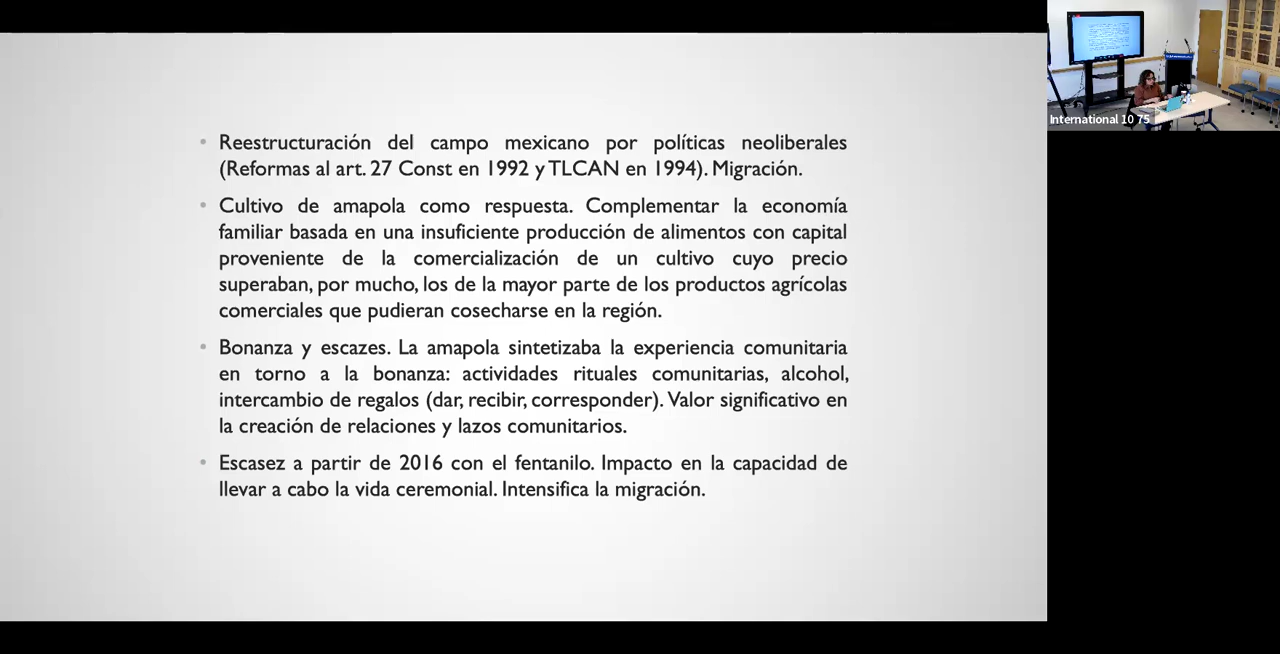 Reestructuración del campo mexicano por políticas neoliberales
(Reformas al art. 27 Const en 1992 y TLCAN en 1994). Migración.
Cultivo de amapola como respuesta. Complementar la economía
familiar basada en una insuficiente producción de alimentos con capital
proveniente de la comercialización de un cultivo cuyo precio
superaban, por mucho, los de la mayor parte de los productos agrícolas
comerciales que pudieran cosecharse en la región.
Bonanza y escazes. La amapola sintetizaba la experiencia comunitaria
en torno a la bonanza: actividades rituales comunitarias, alcohol,
intercambio de regalos (dar, recibir, corresponder). Valor significativo en
la creación de relaciones y lazos comunitarios.
Escasez a partir de 2016 con el fentanilo. Impacto en la capacidad de
llevar a cabo la vida ceremonial. Intensifica la migración.
International 10 75